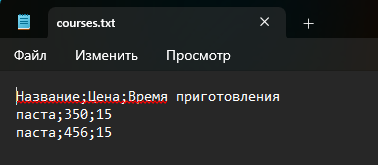 courses.txt
Файл Изменить Просмотр
Название;Цена;Время приготовления
паста;350;15
паста;456;15